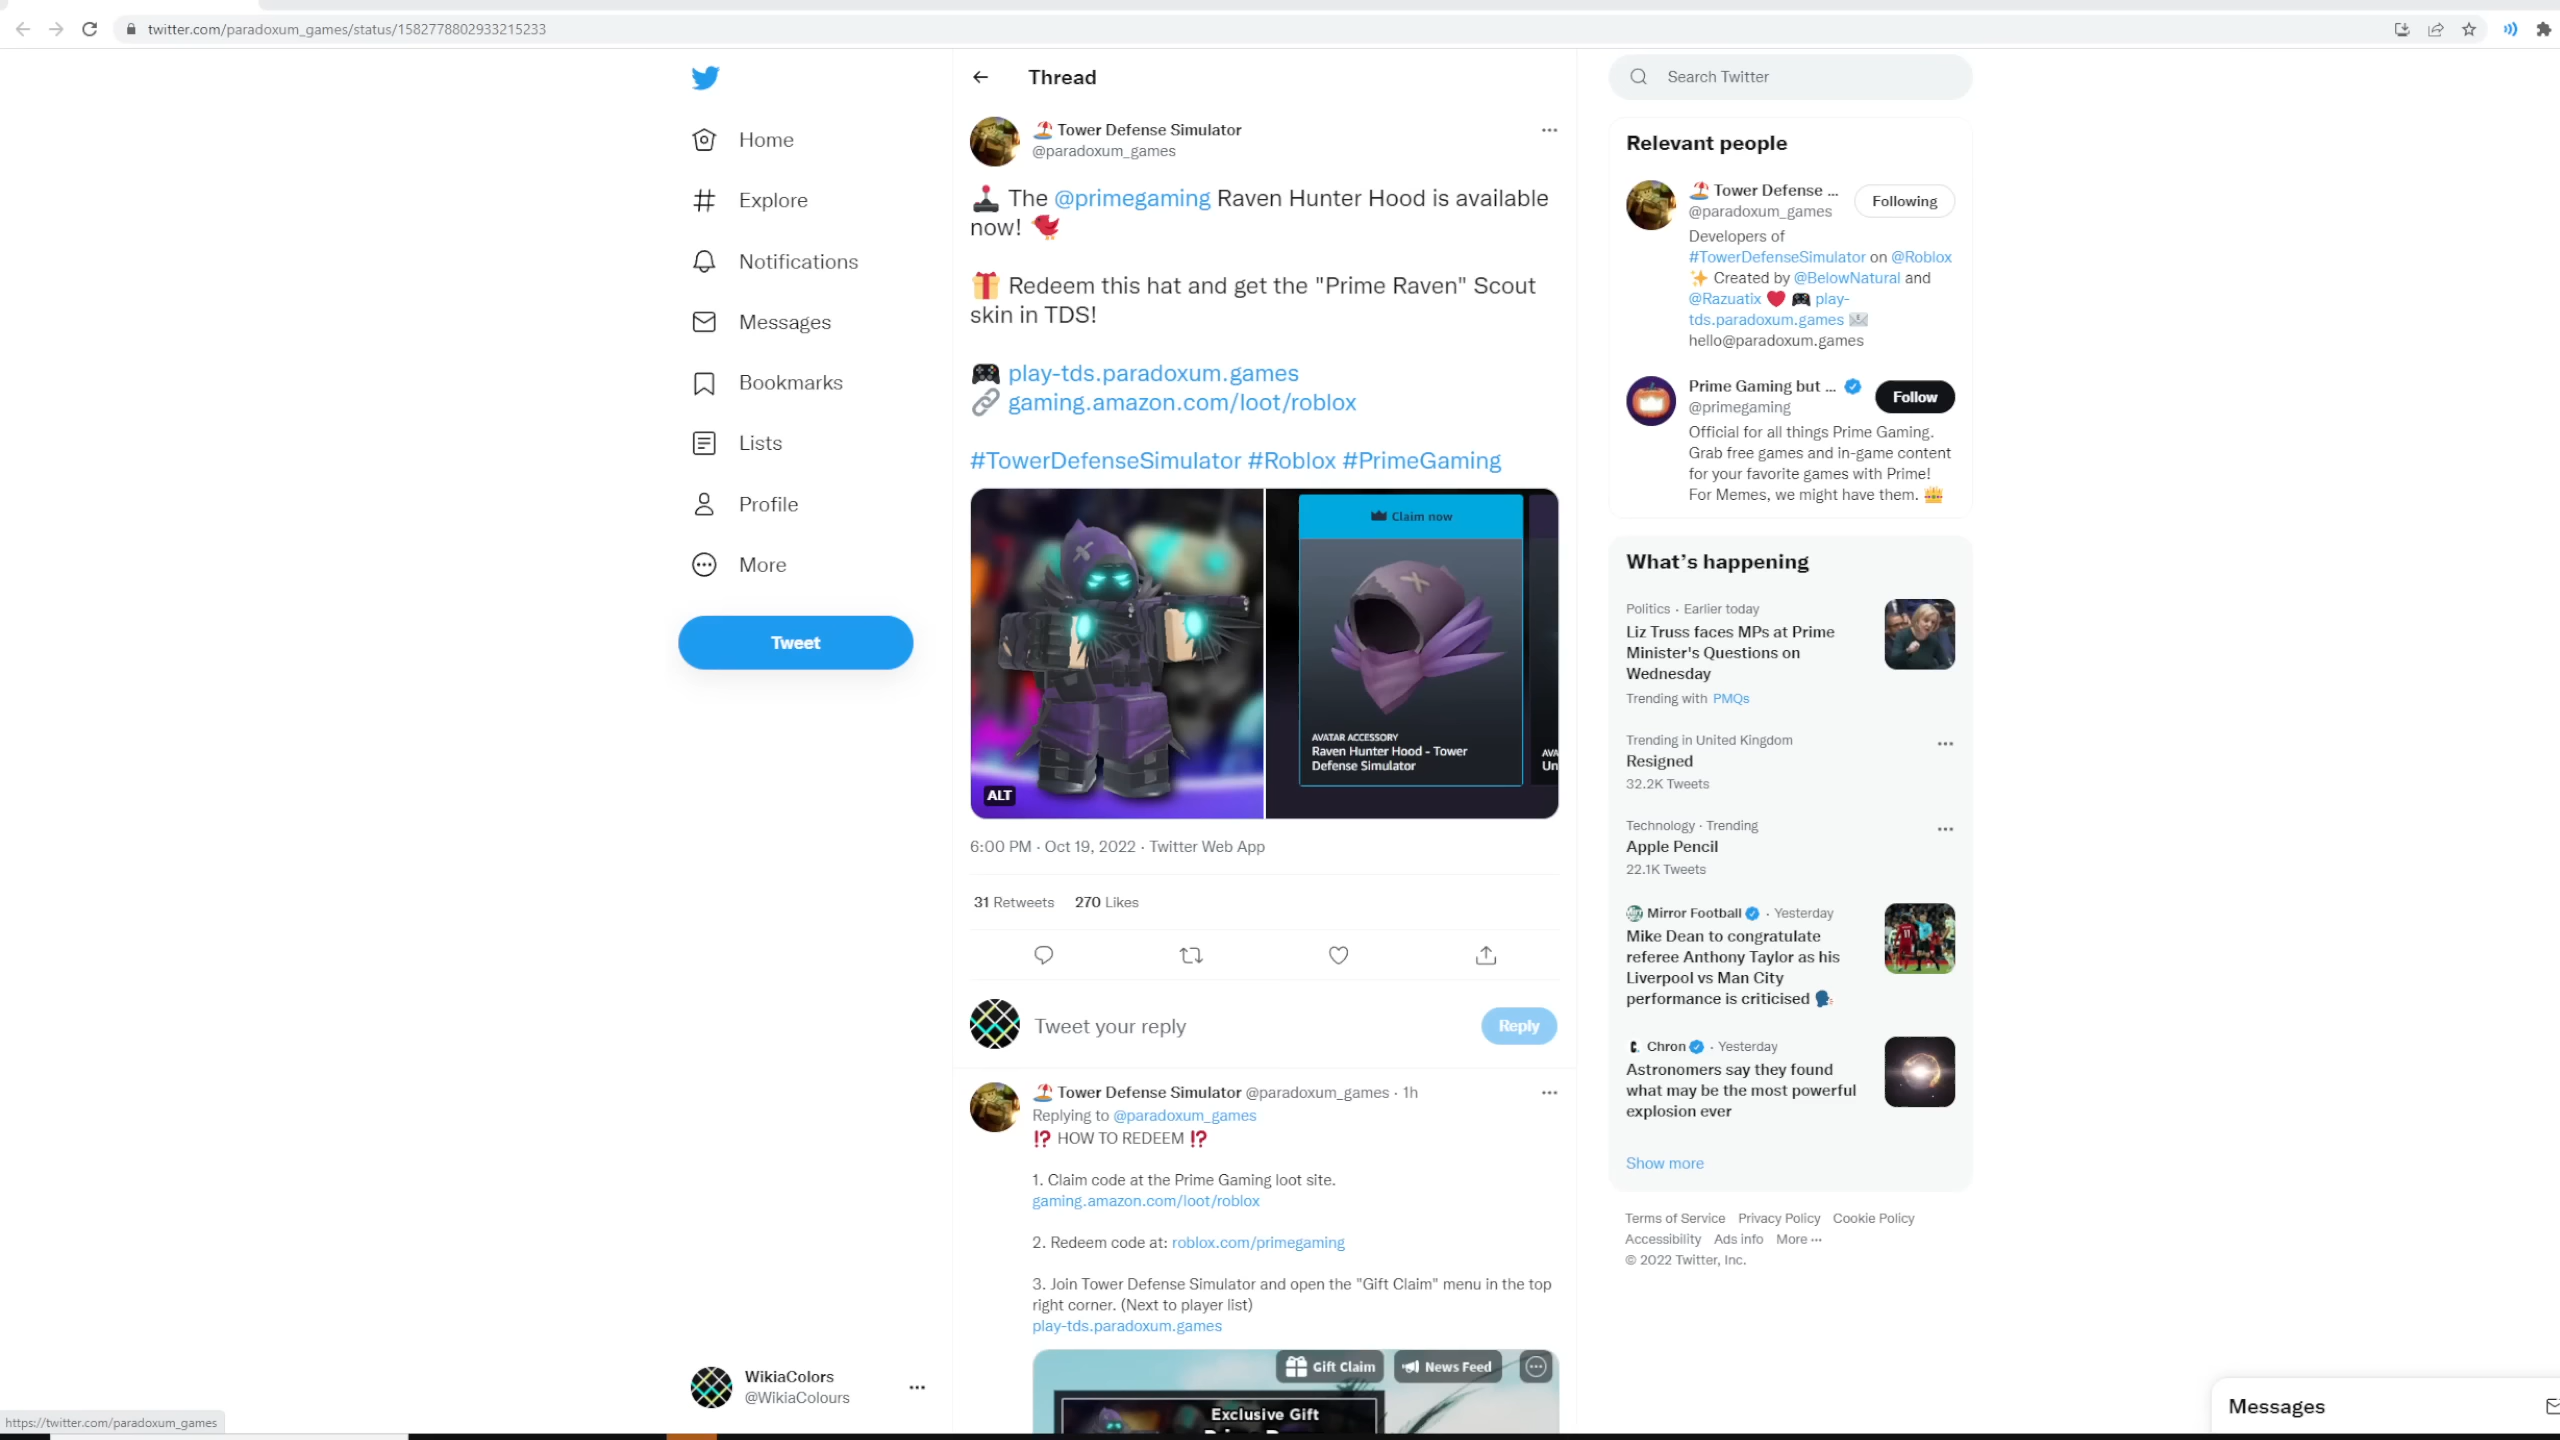 twitter.com/paradoxum_games/status/1582778802933215233
Home
Explore
Notifications
Messages
Bookmarks
Lists
Profile
More
Tweet
WikiaColors
@WikiaColours
https://twitter.com/paradoxum_games
Thread
Tower Defense Simulator
@paradoxum_games
The @primegaming Raven Hunter Hood is available
now!
Redeem this hat and get the "Prime Raven" Scout
skin in TDS!
play-tds.paradoxum.games
gaming.amazon.com/loot/roblox
#TowerDefenseSimulator #Roblox #PrimeGaming
ALT
Claim now
AVATAR ACCESSORY
Raven Hunter Hood - Tower
Defense Simulator
AVA
Un
6:00 PM · Oct 19, 2022 · Twitter Web App
31 Retweets 270 Likes
Tweet your reply
Reply
Tower Defense Simulator @paradoxum_games · 1h
Replying to @paradoxum_games
⁉ HOW TO REDEEM ⁉
1. Claim code at the Prime Gaming loot site.
gaming.amazon.com/loot/roblox
2. Redeem code at: roblox.com/primegaming
3. Join Tower Defense Simulator and open the "Gift Claim" menu in the top
right corner. (Next to player list)
play-tds.paradoxum.games
Gift Claim
News Feed
Exclusive Gift
Search Twitter
Relevant people
Tower Defense ...
@paradoxum_games
Following
Developers of
#TowerDefenseSimulator on @Roblox
Created by @BelowNatural and
@Razuatix play-
tds.paradoxum.games
hello@paradoxum.games
Prime Gaming but ...
@primegaming
Follow
Official for all things Prime Gaming.
Grab free games and in-game content
for your favorite games with Prime!
For Memes, we might have them.
What's happening
Politics · Earlier today
Liz Truss faces MPs at Prime
Minister's Questions on
Wednesday
Trending with PMQs
Trending in United Kingdom
Resigned
32.2K Tweets
Technology · Trending
Apple Pencil
22.1K Tweets
Mirror Football · Yesterday
Mike Dean to congratulate
referee Anthony Taylor as his
Liverpool vs Man City
performance is criticised
Chron · Yesterday
Astronomers say they found
what may be the most powerful
explosion ever
Show more
Terms of Service Privacy Policy Cookie Policy
Accessibility Ads info More ···
© 2022 Twitter, Inc.
Messages